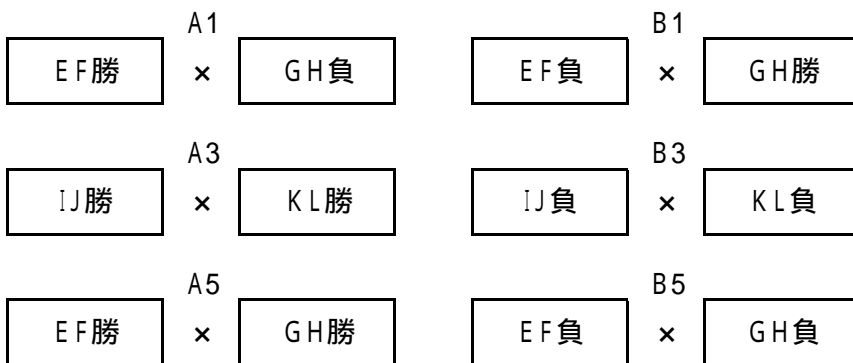 A1 B1
EF勝 × GH負 EF負 × GH勝
A3 B3
IJ勝 × KL勝 IJ負 × KL負
A5 B5
EF勝 × GH勝 EF負 × GH負